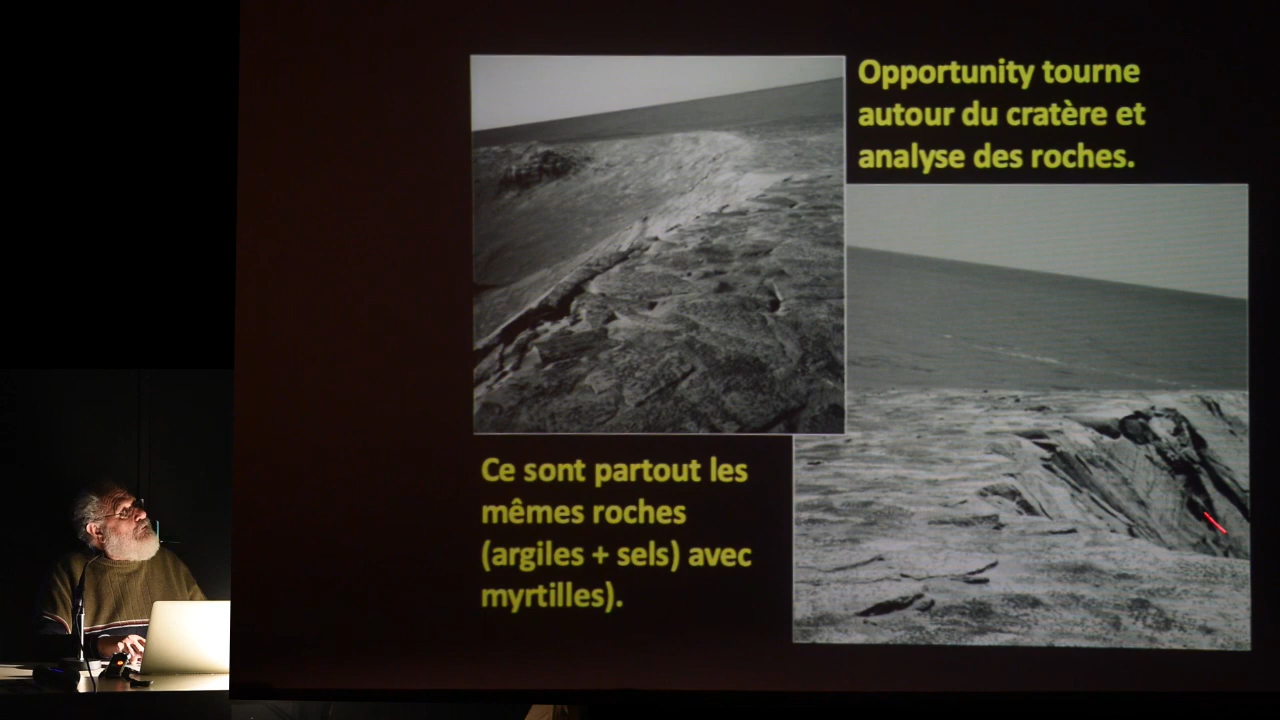 Opportunity tourne
autour du cratère et
analyse des roches.
Ce sont partout les
mêmes roches
(argiles + sels) avec
myrtilles).